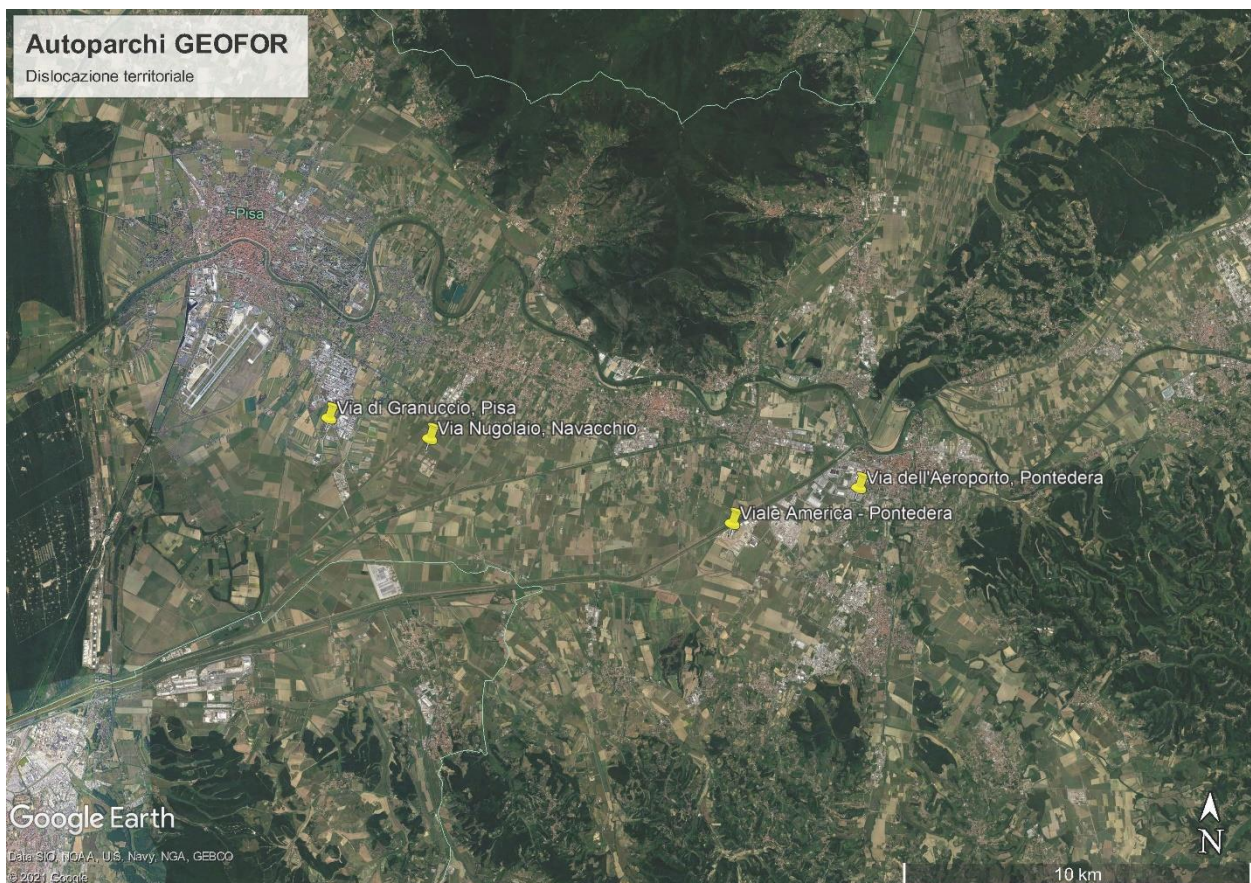 Autoparchi GEOFOR
Dislocazione territoriale
Pisa
Via di Granuccio, Pisa
Via Nugolaio, Navacchio
Via dell'Aeroporto, Pontedera
Viale America - Pontedera
Google Earth
Data SIO, NOAA, U.S. Navy, NGA, GEBCO
© 2021 Google
N
10 km